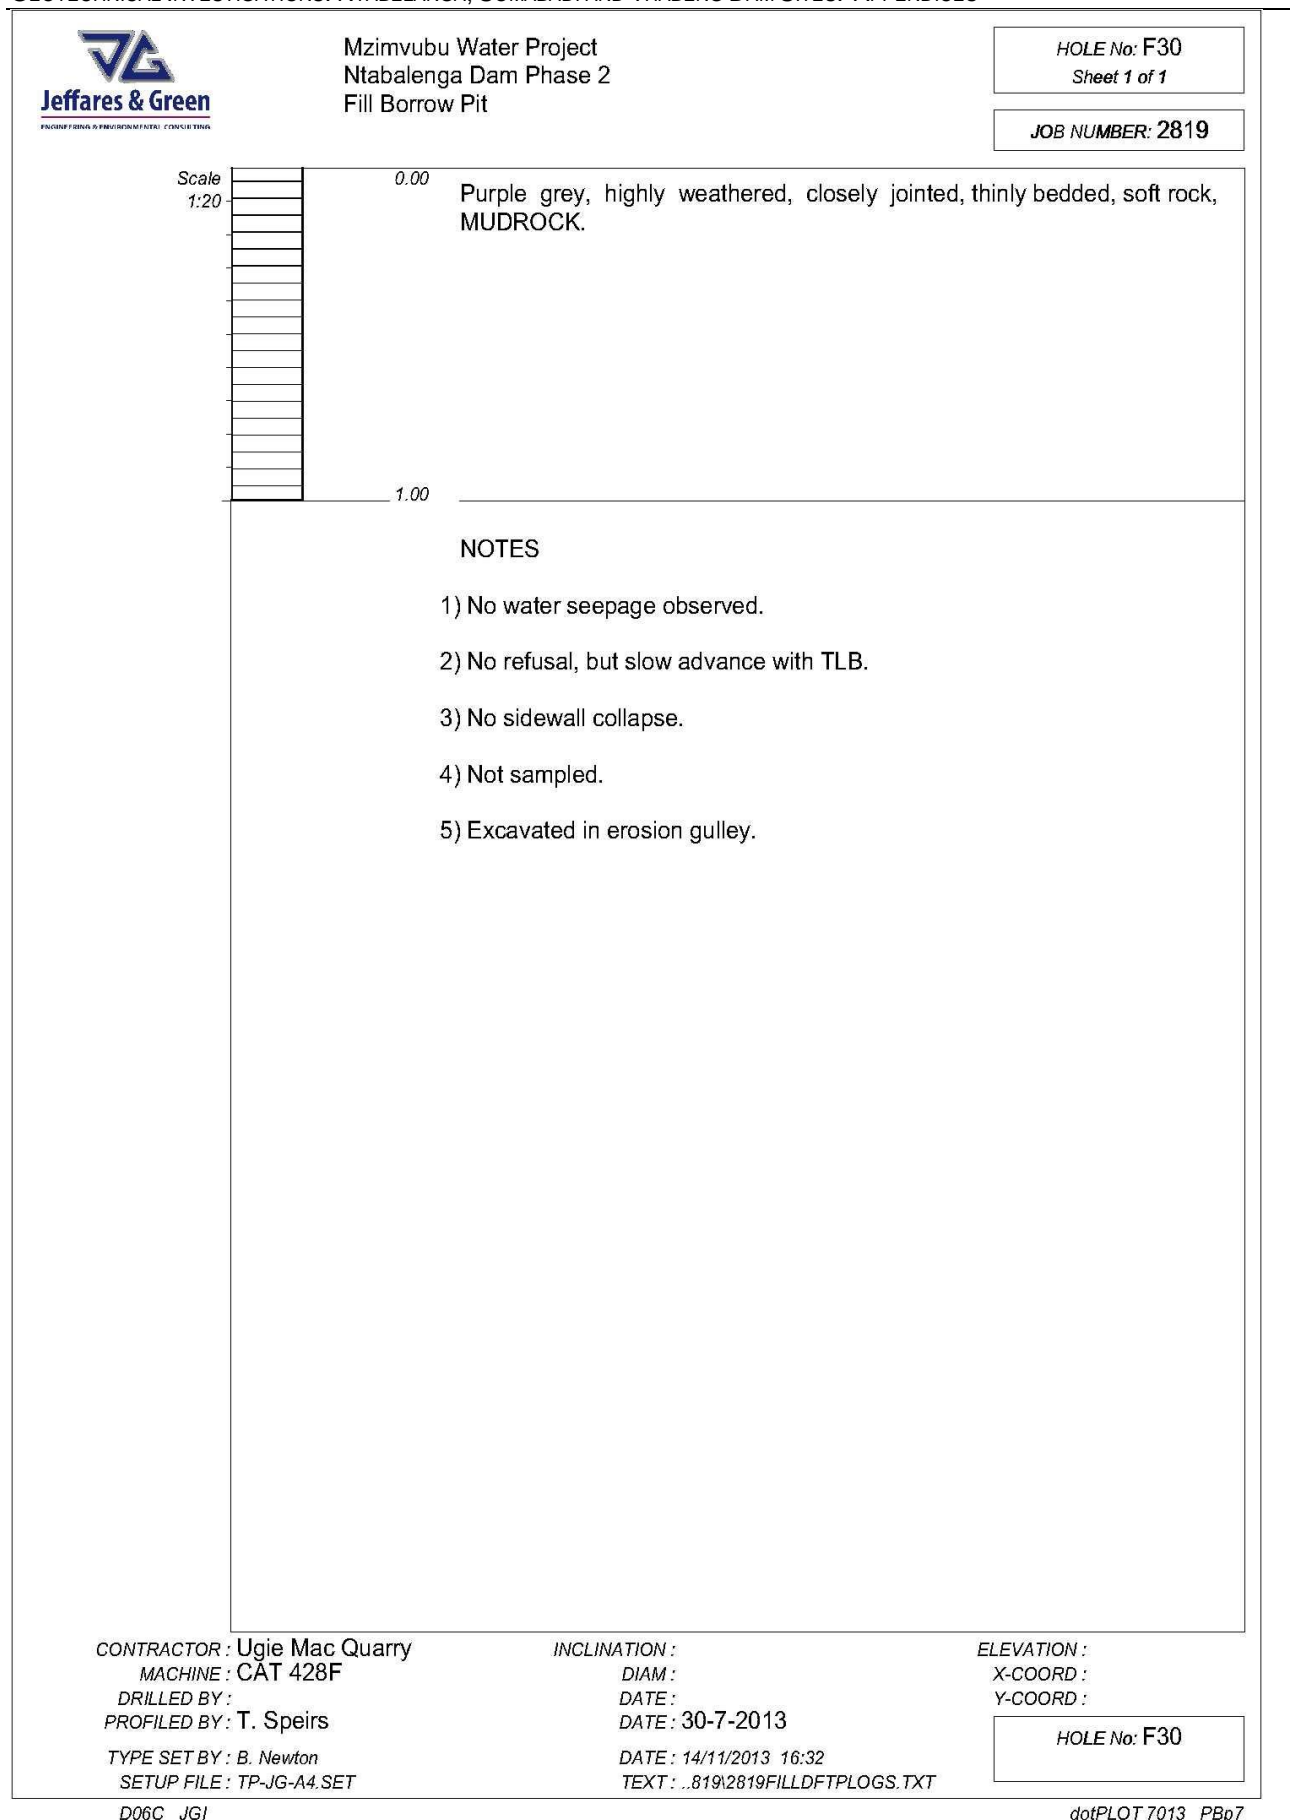 Jeffares & Green
ENGINEERING & ENVIRONMENTAL CONSULTING
Mzimvubu Water Project
Ntabalenga Dam Phase 2
Fill Borrow Pit
HOLE No: F30
Sheet 1 of 1
JOB NUMBER: 2819
Scale
1:20
0.00
Purple grey, highly weathered, closely jointed, thinly bedded, soft rock,
MUDROCK.
1.00
NOTES
1) No water seepage observed.
2) No refusal, but slow advance with TLB.
3) No sidewall collapse.
4) Not sampled.
5) Excavated in erosion gulley.
CONTRACTOR : Ugie Mac Quarry
MACHINE : CAT 428F
DRILLED BY :
PROFILED BY : T. Speirs
TYPE SET BY : B. Newton
SETUP FILE : TP-JG-A4.SET
INCLINATION :
DIAM :
DATE :
DATE : 30-7-2013
DATE : 14/11/2013 16:32
TEXT : ..819\2819FILLDFTPLOGS.TXT
ELEVATION :
X-COORD :
Y-COORD :
HOLE No: F30
D06C JGI
dotPLOT 7013 PBp7